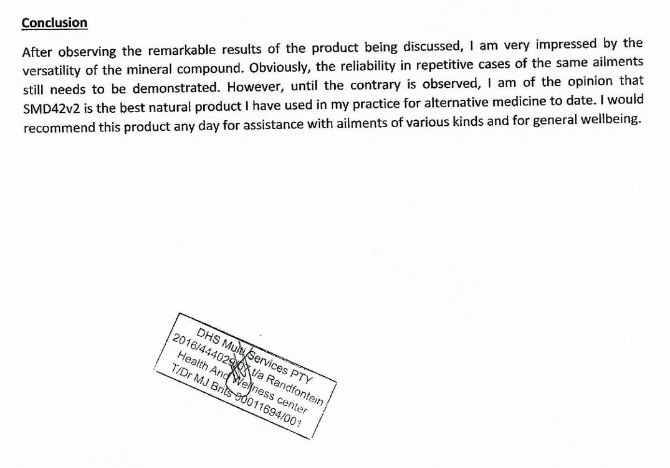 Conclusion
After observing the remarkable results of the product being discussed, I am very impressed by the
versatility of the mineral compound. Obviously, the reliability in repetitive cases of the same ailments
still needs to be demonstrated. However, until the contrary is observed, I am of the opinion that
SMD42v2 is the best natural product I have used in my practice for alternative medicine to date. I would
recommend this product any day for assistance with ailments of various kinds and for general wellbeing.
DHS Multi Services PTY
2016/444029/07 t/a Randfontein
Health And Wellness center
T/Dr MJ Brits 50011694/001